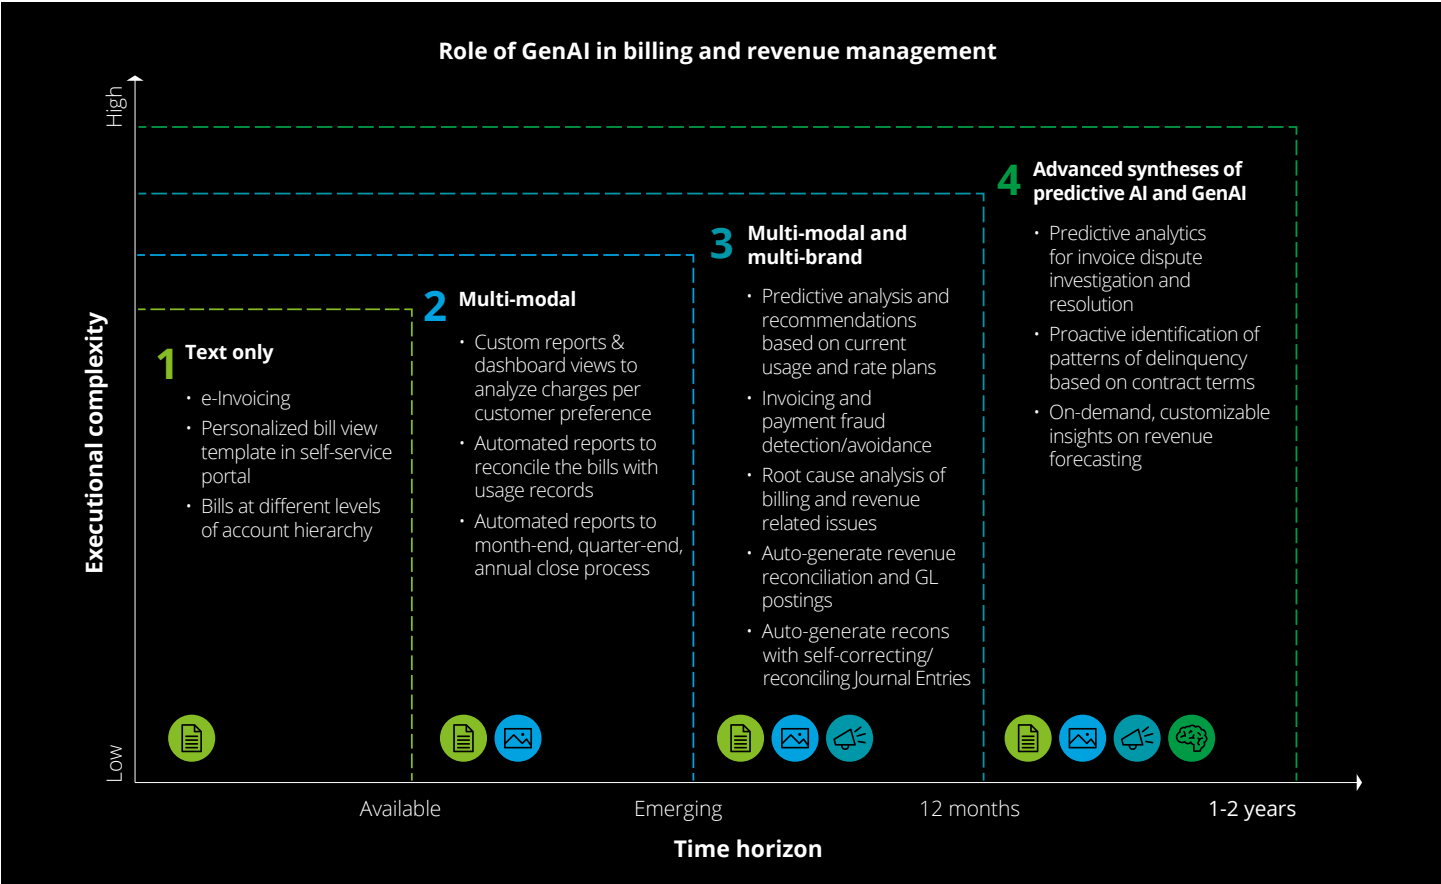 Role of GenAI in billing and revenue management
High
Executional complexity
Low
1
Text only
• e-Invoicing
• Personalized bill view
template in self-service
portal
• Bills at different levels
of account hierarchy
2
Multi-modal
• Custom reports &
dashboard views to
analyze charges per
customer preference
• Automated reports to
reconcile the bills with
usage records
• Automated reports to
month-end, quarter-end,
annual close process
3
Multi-modal and
multi-brand
• Predictive analysis and
recommendations
based on current
usage and rate plans
• Invoicing and
payment fraud
detection/avoidance
• Root cause analysis of
billing and revenue
related issues
• Auto-generate revenue
reconciliation and GL
postings
• Auto-generate recons
with self-correcting/
reconciling Journal Entries
4
Advanced syntheses of
predictive AI and GenAI
• Predictive analytics
for invoice dispute
investigation and
resolution
• Proactive identification of
patterns of delinquency
based on contract terms
• On-demand, customizable
insights on revenue
forecasting
Available
Emerging
12 months
1-2 years
Time horizon